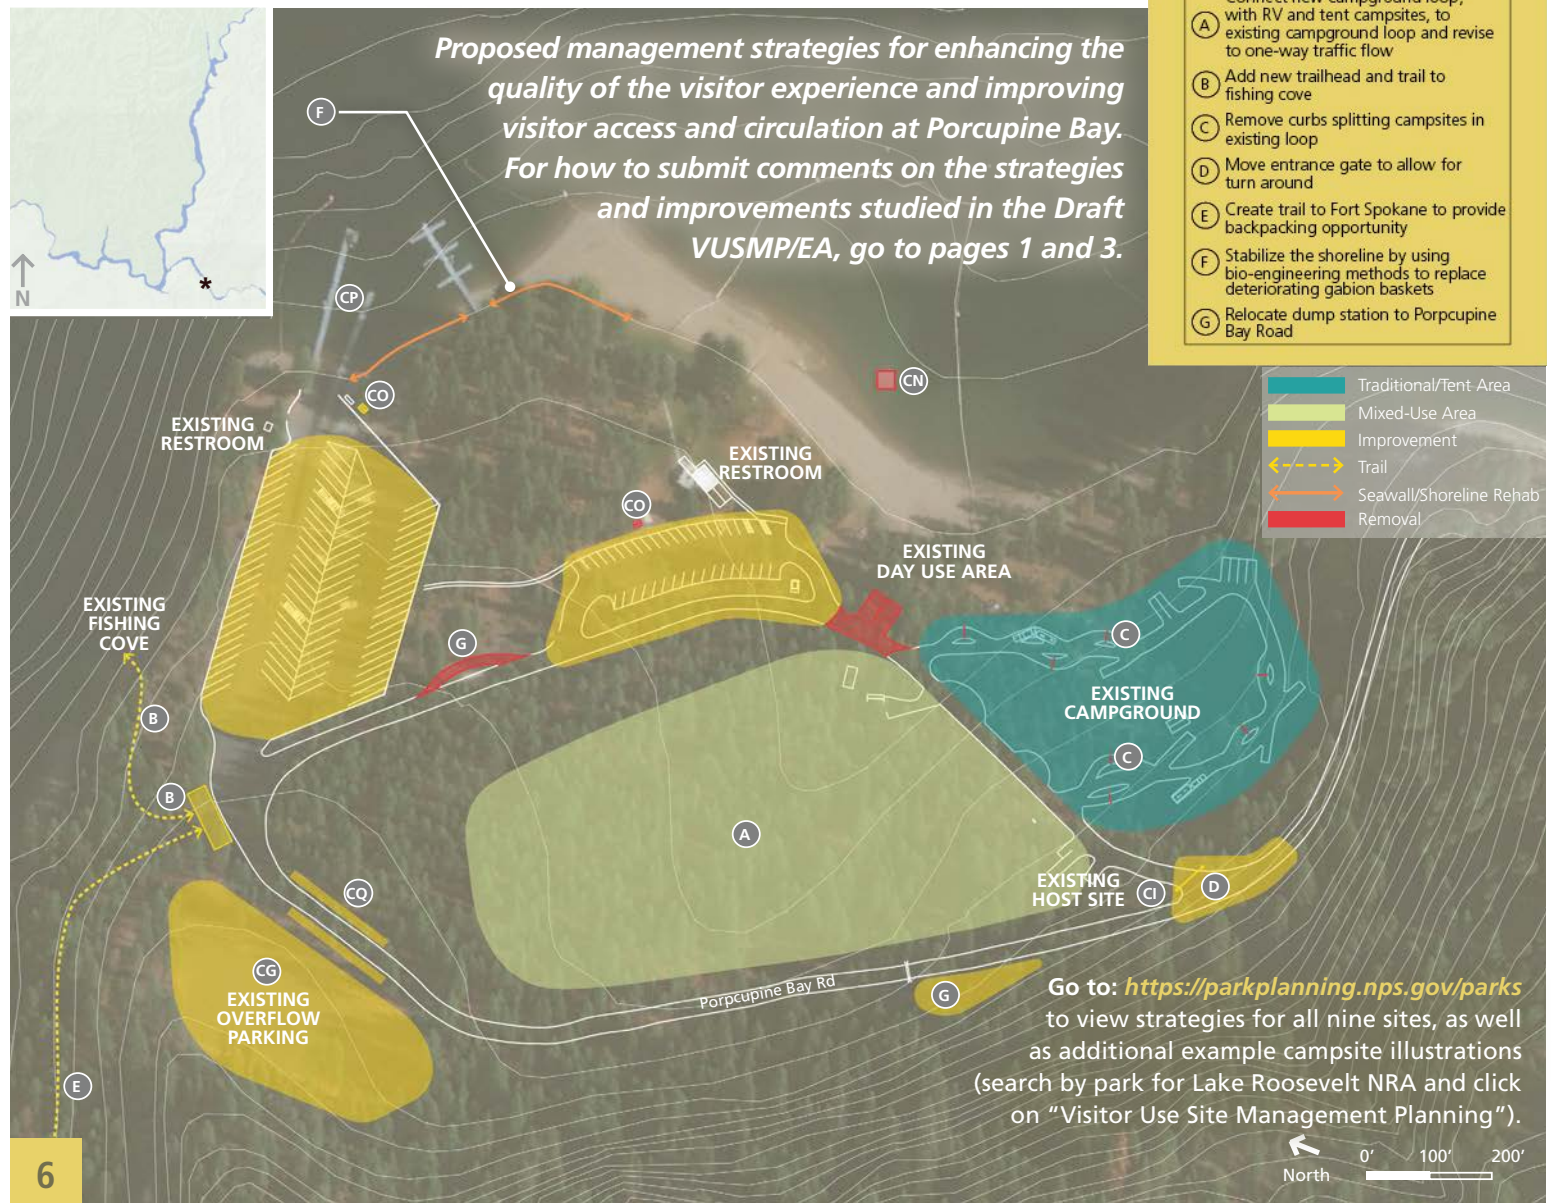 Proposed management strategies for enhancing the
quality of the visitor experience and improving
visitor access and circulation at Porcupine Bay.
For how to submit comments on the strategies
and improvements studied in the Draft
VUSMP/EA, go to pages 1 and 3.
Connect new campground loop,
A with RV and tent campsites, to
existing campground loop and revise
to one-way traffic flow
B Add new trailhead and trail to
fishing cove
C Remove curbs splitting campsites in
existing loop
D Move entrance gate to allow for
turn around
E Create trail to Fort Spokane to provide
backpacking opportunity
F Stabilize the shoreline by using
bio-engineering methods to replace
deteriorating gabion baskets
G Relocate dump station to Porpcupine
Bay Road
Traditional/Tent Area
Mixed-Use Area
Improvement
Trail
Seawall/Shoreline Rehab
Removal
N
*
F
CP
CN
CO
EXISTING
RESTROOM
EXISTING
RESTROOM
CO
EXISTING
DAY USE AREA
EXISTING
FISHING
COVE
G
C
EXISTING
CAMPGROUND
B
C
B
A
CQ
EXISTING
HOST SITE
CI
D
CG
EXISTING
OVERFLOW
PARKING
Porpcupine Bay Rd
G
E
Go to: https://parkplanning.nps.gov/parks
to view strategies for all nine sites, as well
as additional example campsite illustrations
(search by park for Lake Roosevelt NRA and click
on “Visitor Use Site Management Planning”).
North
0’ 100’ 200’
6